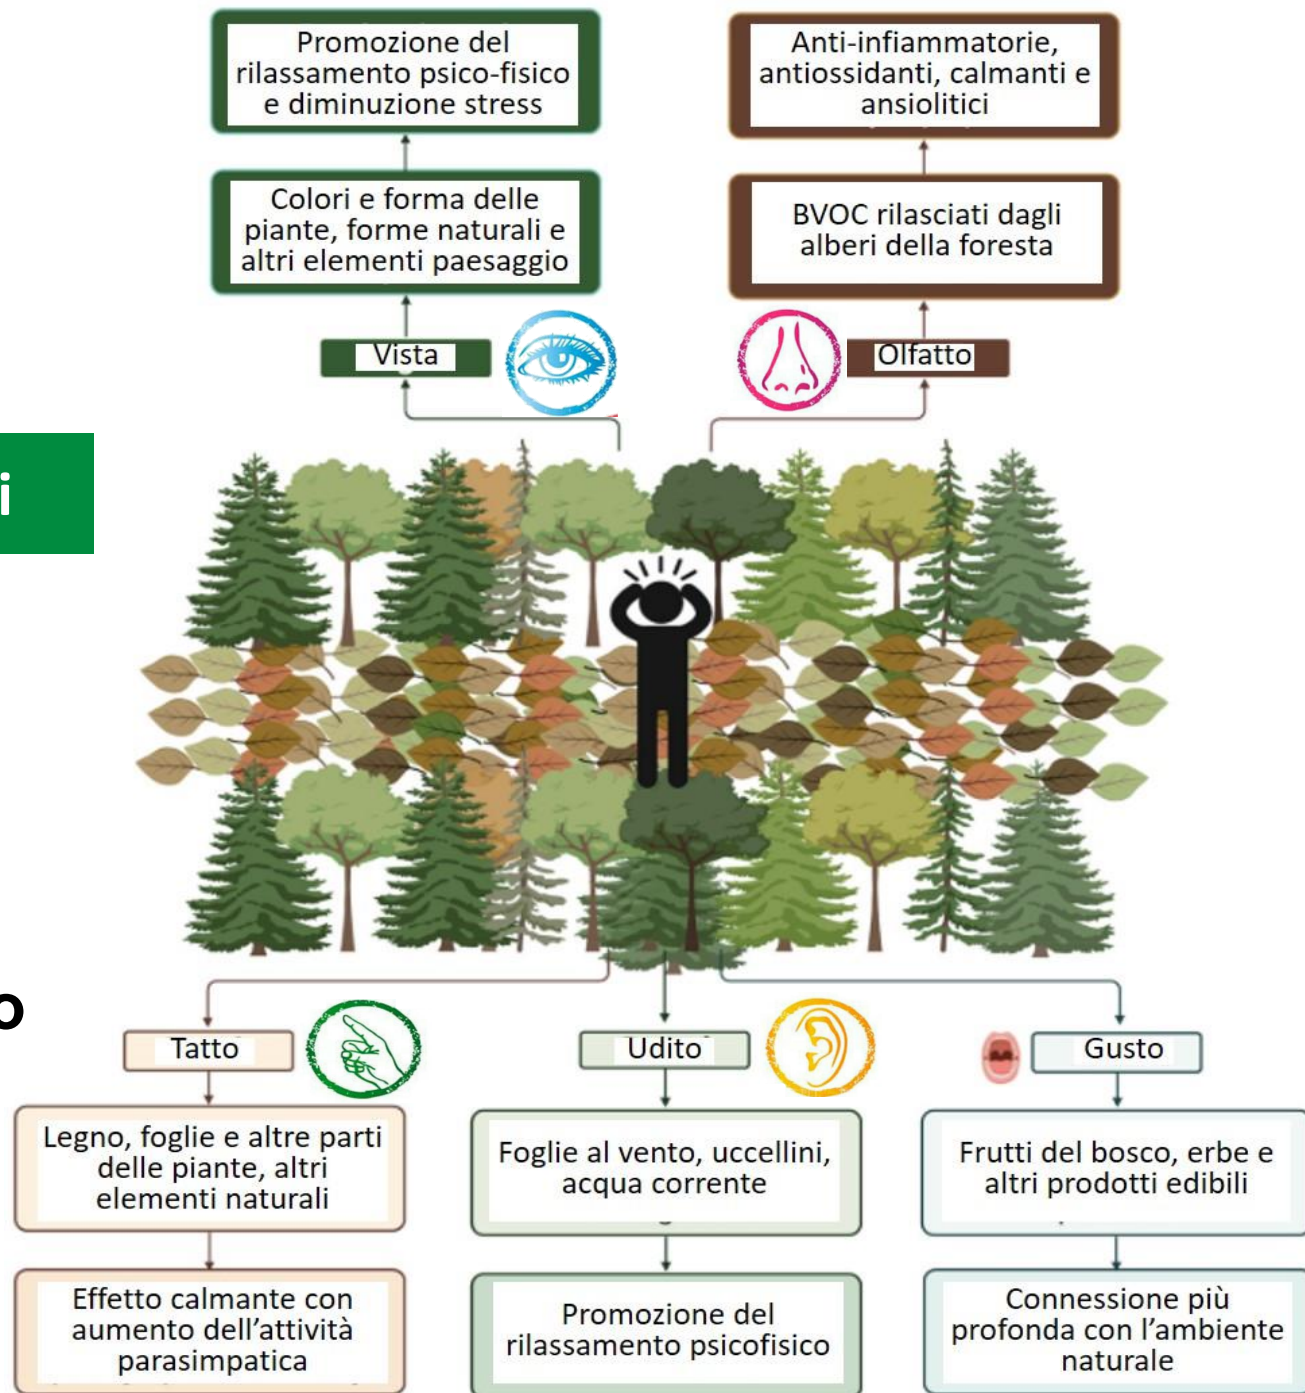 Promozione del
rilassamento psico-fisico
e diminuzione stress
Anti-infiammatorie,
antiossidanti, calmanti e
ansiolitici
Colori e forma delle
piante, forme naturali e
altri elementi paesaggio
BVOC rilasciati dagli
alberi della foresta
Vista
Olfatto
i
o
Tatto
Udito
Gusto
Legno, foglie e altre parti
delle piante, altri
elementi naturali
Foglie al vento, uccellini,
acqua corrente
Frutti del bosco, erbe e
altri prodotti edibili
Effetto calmante con
aumento dell'attività
parasimpatica
Promozione del
rilassamento psicofisico
Connessione più
profonda con l'ambiente
naturale